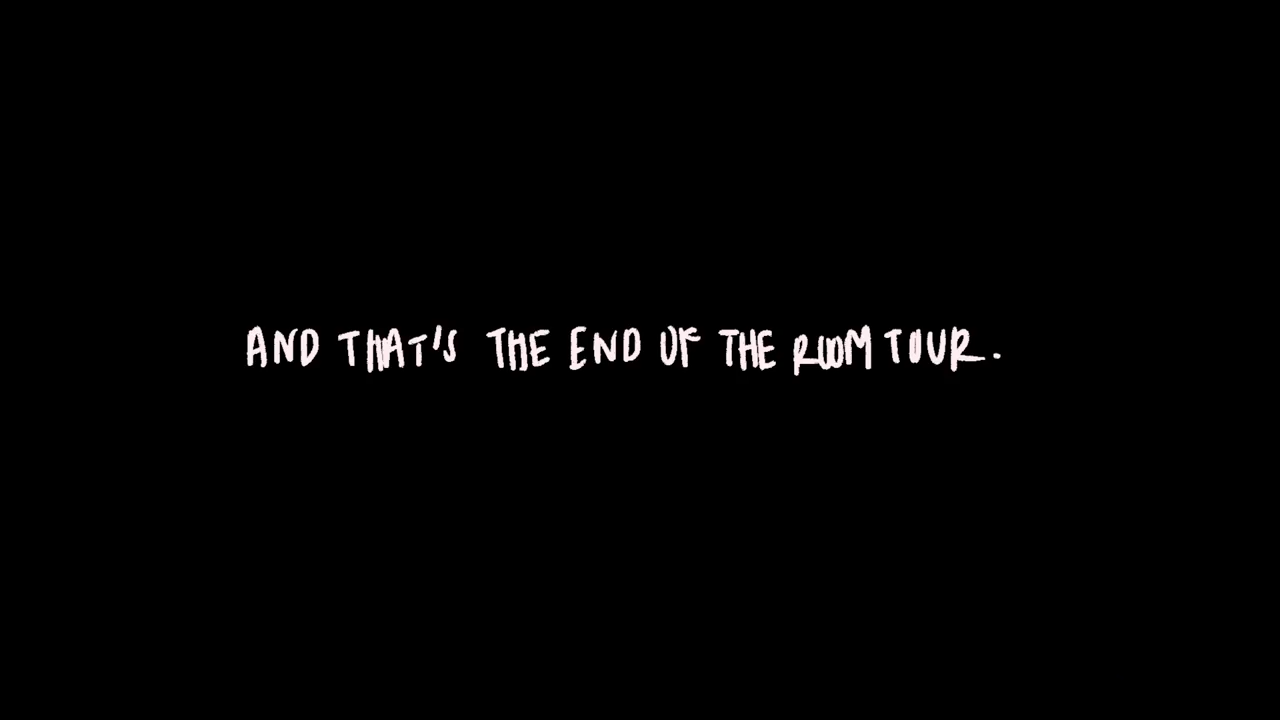 AND THAT'S THE END OF THE ROOM TOUR.